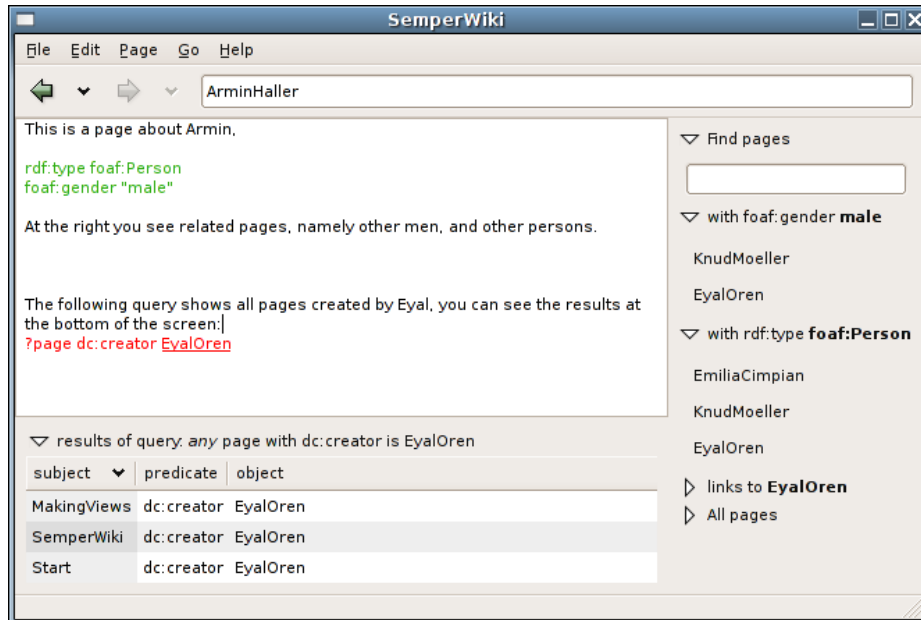 SemperWiki
File Edit Page Go Help
ArminHaller
This is a page about Armin,
rdf:type foaf:Person
foaf:gender "male"
At the right you see related pages, namely other men, and other persons.
The following query shows all pages created by Eyal, you can see the results at
the bottom of the screen:
?page dc:creator EyalOren
results of query: any page with dc:creator is EyalOren
subject predicate object
MakingViews dc:creator EyalOren
SemperWiki dc:creator EyalOren
Start dc:creator EyalOren
Find pages
with foaf:gender male
KnudMoeller
EyalOren
with rdf:type foaf:Person
EmiliaCimpian
KnudMoeller
EyalOren
links to EyalOren
All pages